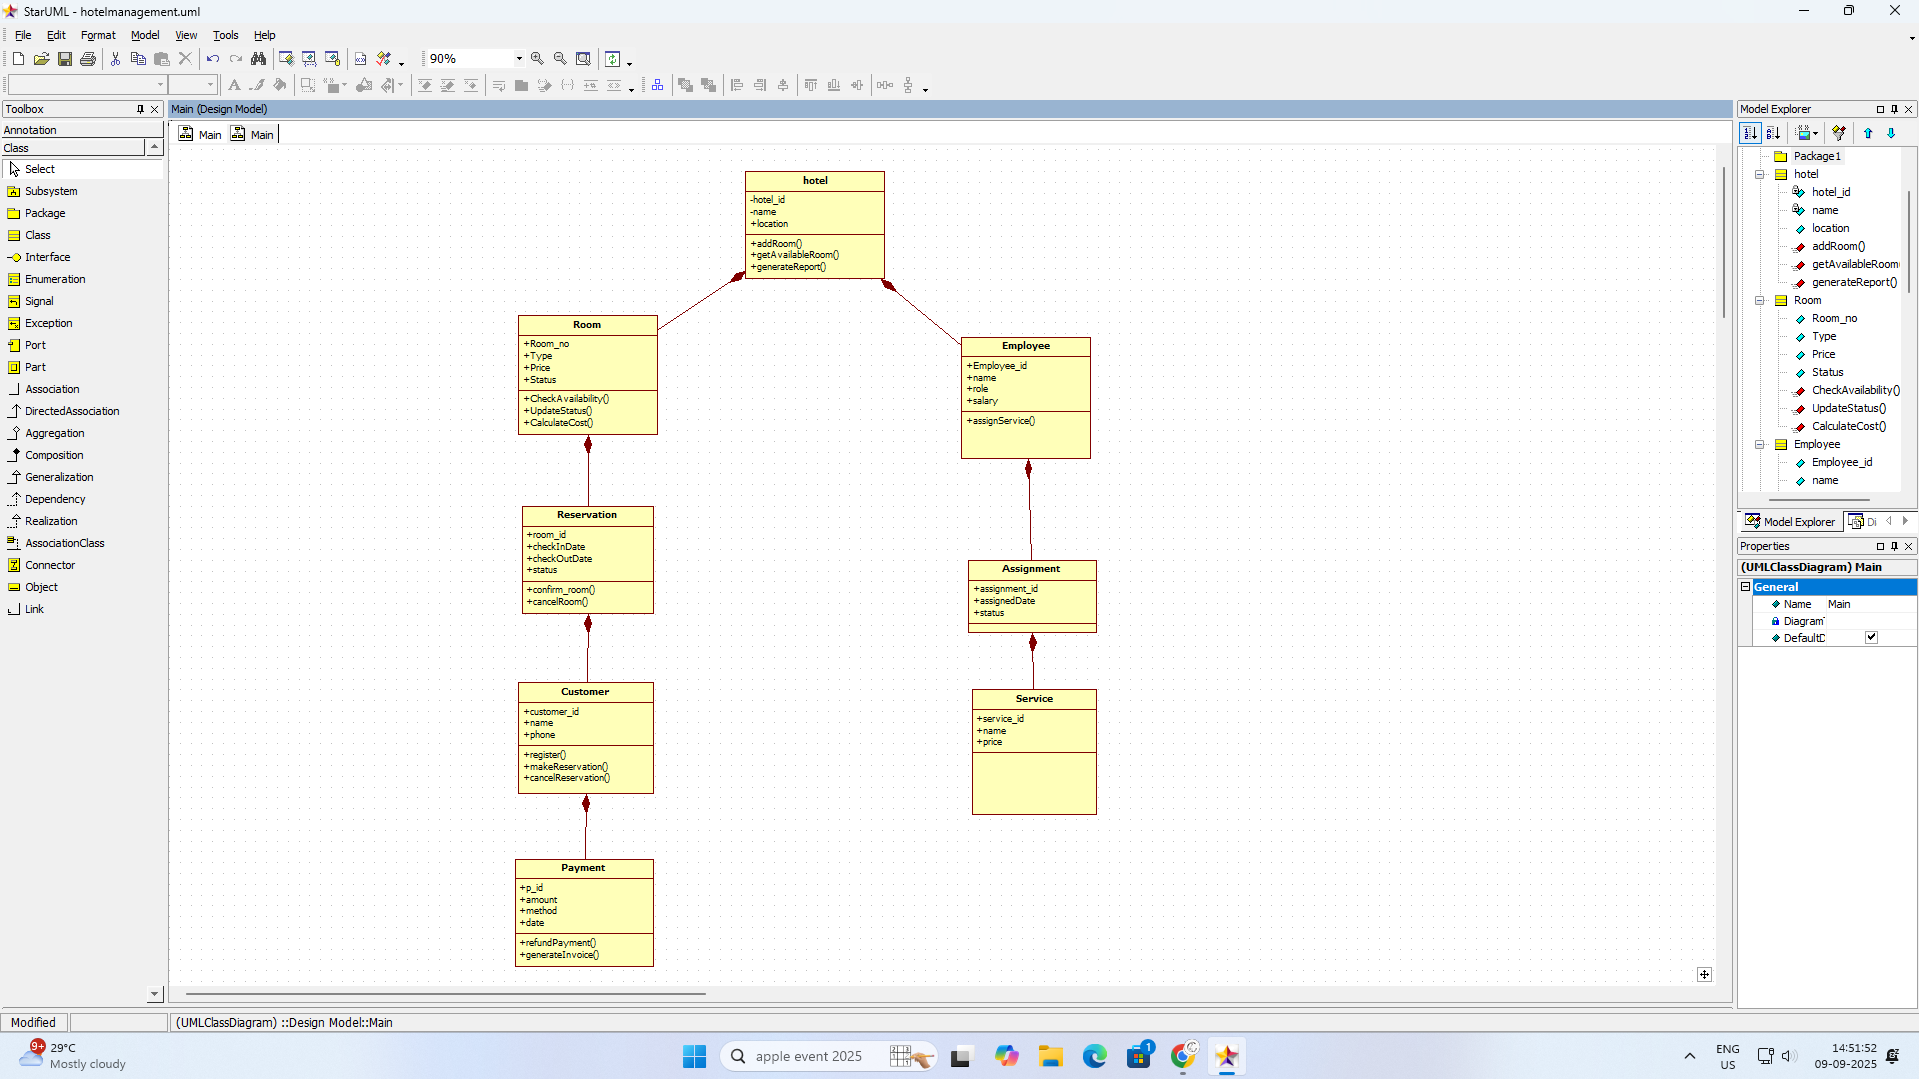 StarUML - hotelmanagement.uml
File Edit Format Model View Tools Help
90%
Toolbox
Annotation
Class
Select
Subsystem
Package
Class
Interface
Enumeration
Signal
Exception
Port
Part
Association
DirectedAssociation
Aggregation
Composition
Generalization
Dependency
Realization
AssociationClass
Connector
Object
Link
Main (Design Model)
Main Main
hotel
-hotel_id
-name
+location
+addRoom()
+getAvailableRoom()
+generateReport()
Room
+Room_no
+Type
+Price
+Status
+CheckAvailability()
+UpdateStatus()
+CalculateCost()
Employee
+Employee_id
+name
+role
+salary
+assignService()
Reservation
+room_id
+checkInDate
+checkOutDate
+status
+confirm_room()
+cancelRoom()
Assignment
+assignment_id
+assignedDate
+status
Customer
+customer_id
+name
+phone
+register()
+makeReservation()
+cancelReservation()
Service
+service_id
+name
+price
Payment
+p_id
+amount
+method
+date
+refundPayment()
+generateInvoice()
Model Explorer
Package1
hotel
hotel_id
name
location
addRoom()
getAvailableRoom(
generateReport()
Room
Room_no
Type
Price
Status
CheckAvailability()
UpdateStatus()
CalculateCost()
Employee
Employee_id
name
Model Explorer Di
Properties
(UMLClassDiagram) Main
General
Name Main
Diagram
DefaultD
Modified
(UMLClassDiagram) ::Design Model::Main
9+
29°C
Mostly cloudy
apple event 2025
1
ENG
US
14:51:52
09-09-2025